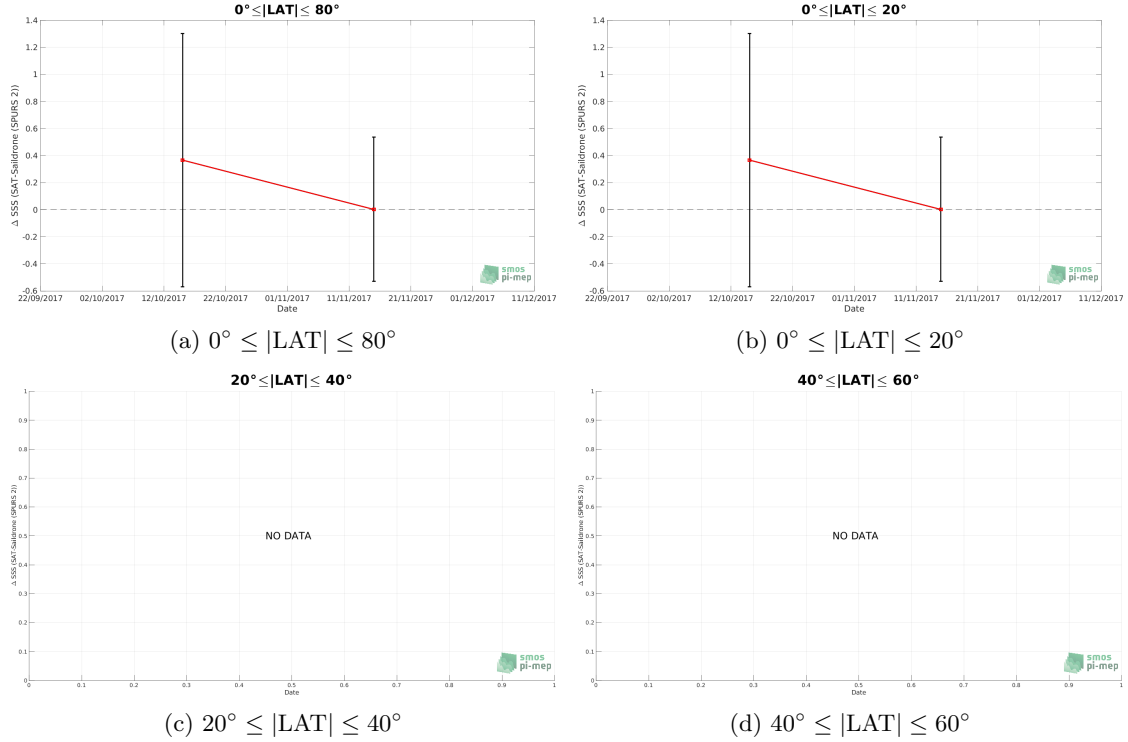 0°≤|LAT|≤ 80°
Δ SSS (SAT-Saildrone (SPURS 2))
1.4
1.2
1
0.8
0.6
0.4
0.2
0
-0.2
-0.4
-0.6
smos
pi-mep
22/09/2017 02/10/2017 12/10/2017 22/10/2017 01/11/2017 11/11/2017 21/11/2017 01/12/2017 11/12/2017
Date
(a) 0° ≤ |LAT| ≤ 80°
0°≤|LAT|≤ 20°
Δ SSS (SAT-Saildrone (SPURS 2))
1.4
1.2
1
0.8
0.6
0.4
0.2
0
-0.2
-0.4
-0.6
smos
pi-mep
22/09/2017 02/10/2017 12/10/2017 22/10/2017 01/11/2017 11/11/2017 21/11/2017 01/12/2017 11/12/2017
Date
(b) 0° ≤ |LAT| ≤ 20°
20°≤|LAT|≤ 40°
Δ SSS (SAT-Saildrone (SPURS 2))
1
0.9
0.8
0.7
0.6
0.5
0.4
0.3
0.2
0.1
0
NO DATA
smos
pi-mep
0 0.1 0.2 0.3 0.4 0.5 0.6 0.7 0.8 0.9 1
Date
(c) 20° ≤ |LAT| ≤ 40°
40°≤|LAT|≤ 60°
Δ SSS (SAT-Saildrone (SPURS 2))
1
0.9
0.8
0.7
0.6
0.5
0.4
0.3
0.2
0.1
0
NO DATA
smos
pi-mep
0 0.1 0.2 0.3 0.4 0.5 0.6 0.7 0.8 0.9 1
Date
(d) 40° ≤ |LAT| ≤ 60°